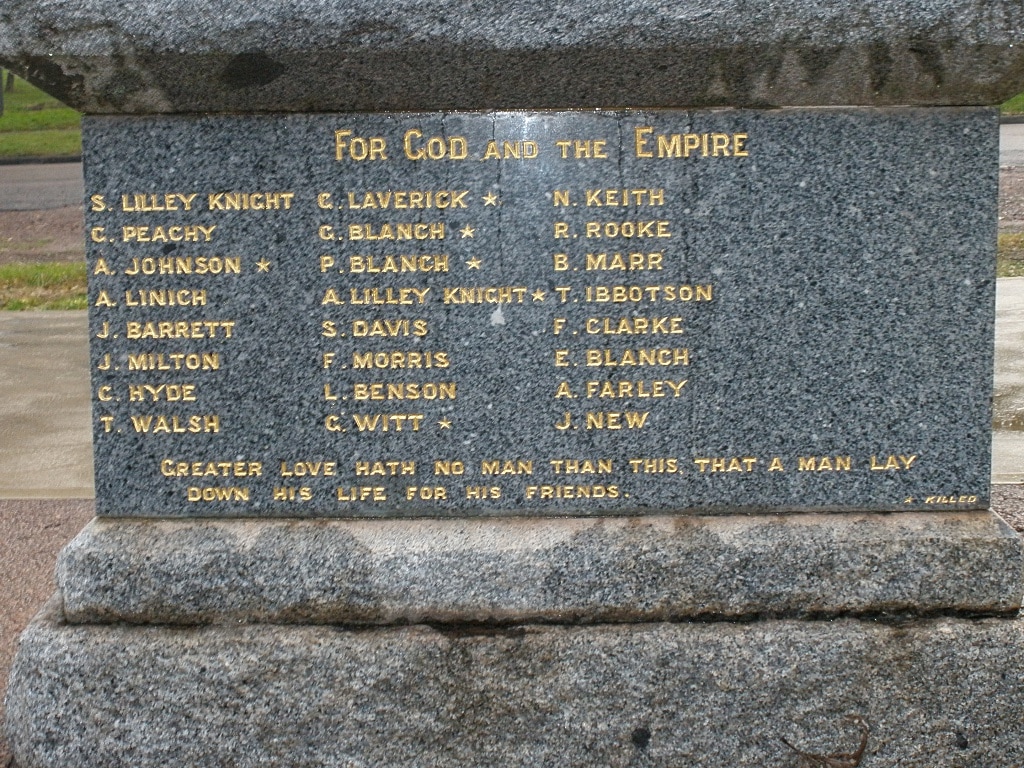 FOR GOD AND THE EMPIRE
S. LILLEY KNIGHT
C. PEACHY
A. JOHNSON ★
A. LINICH
J. BARRETT
J. MILTON
C. HYDE
T. WALSH
G. LAVERICK ★
G. BLANCH ★
P. BLANCH ★
A. LILLEY KNIGHT ★
S. DAVIS
F. MORRIS
L. BENSON
G. WITT ★
N. KEITH
R. ROOKE
B. MARR
T. IBBOTSON
F. CLARKE
E. BLANCH
A. FARLEY
J. NEW
GREATER LOVE HATH NO MAN THAN THIS, THAT A MAN LAY
DOWN HIS LIFE FOR HIS FRIENDS.
★ KILLED